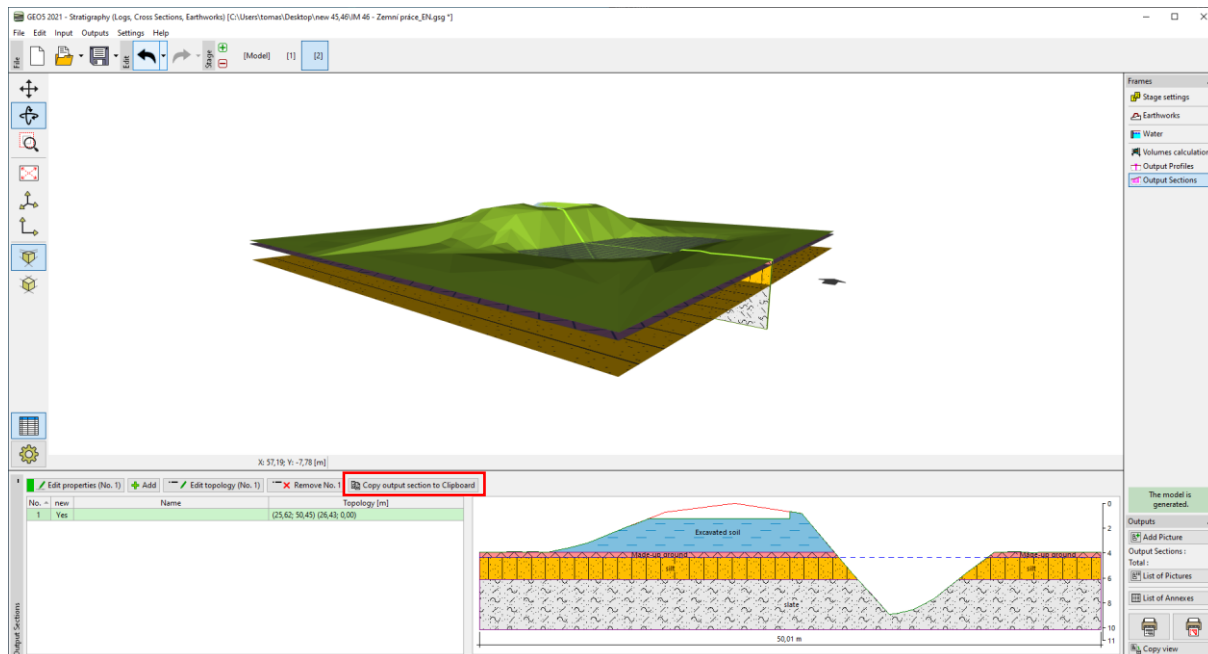 GEO5 2021 - Stratigraphy (Logs, Cross Sections, Earthworks) [C:\Users\tomas\Desktop\new 45,46\IM 46 - Zemní práce_EN.gsg *]
File Edit Input Outputs Settings Help
File
Edit
Stage
[Model] [1] [2]
Frames
Stage settings
Earthworks
Water
Volumes calculation
Output Profiles
Output Sections
X: 57,19; Y: -7,78 [m]
Edit properties (No. 1) Add Edit topology (No. 1) Remove No. 1 Copy output section to Clipboard
No. new Name Topology [m]
1 Yes (25,62; 50,45) (26,43; 0,00)
Output Sections
Excavated soil
Made-up ground
Made-up ground
silt
silt
slate
50,01 m
0
2
4
6
8
10
11
The model is
generated.
Outputs
Add Picture
Output Sections :
Total :
List of Pictures
List of Annexes
Copy view